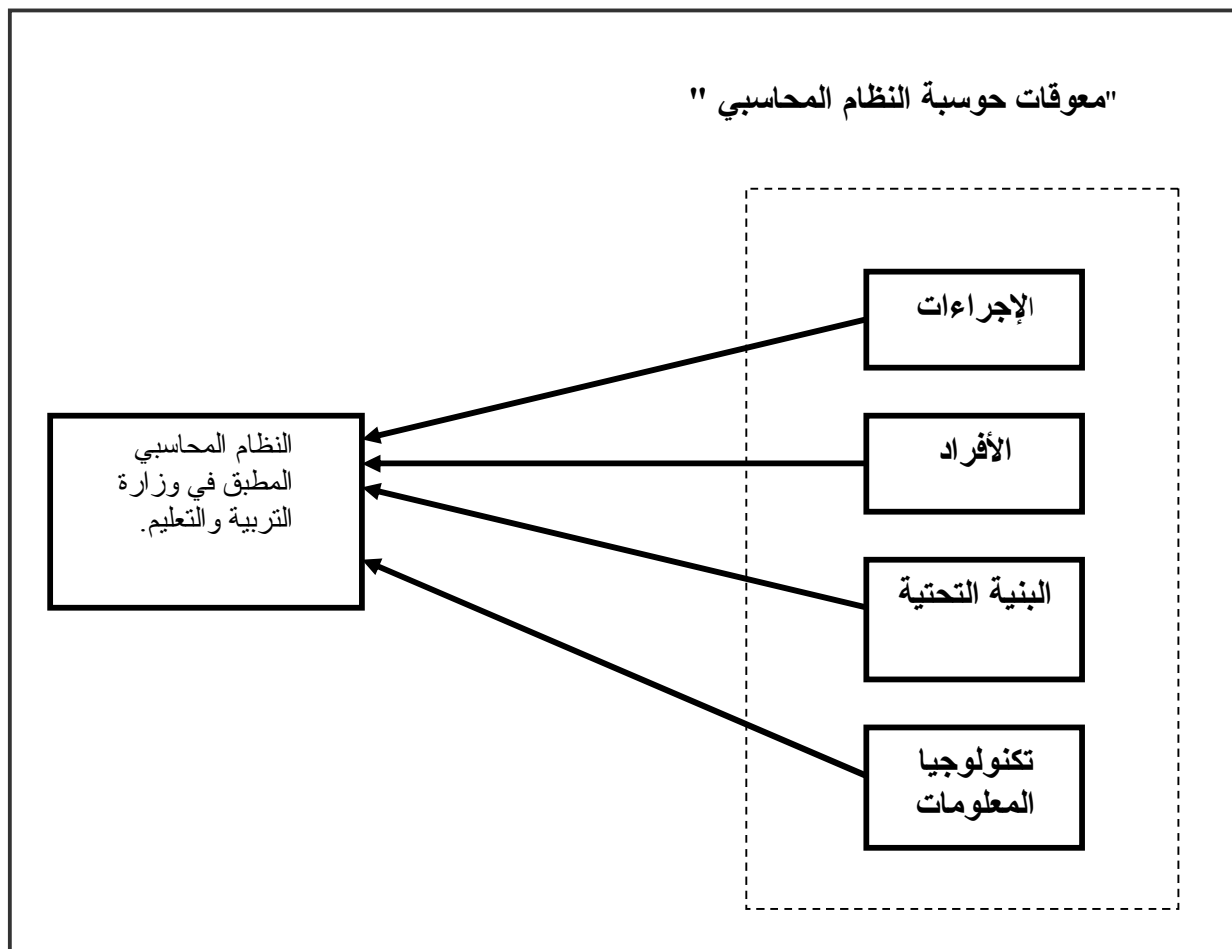 "معوقات حوسبة النظام المحاسبي "
الإجراءات
الأفراد
البنية التحتية
تكنولوجيا
المعلومات
النظام المحاسبي
المطبق في وزارة
التربية والتعليم.